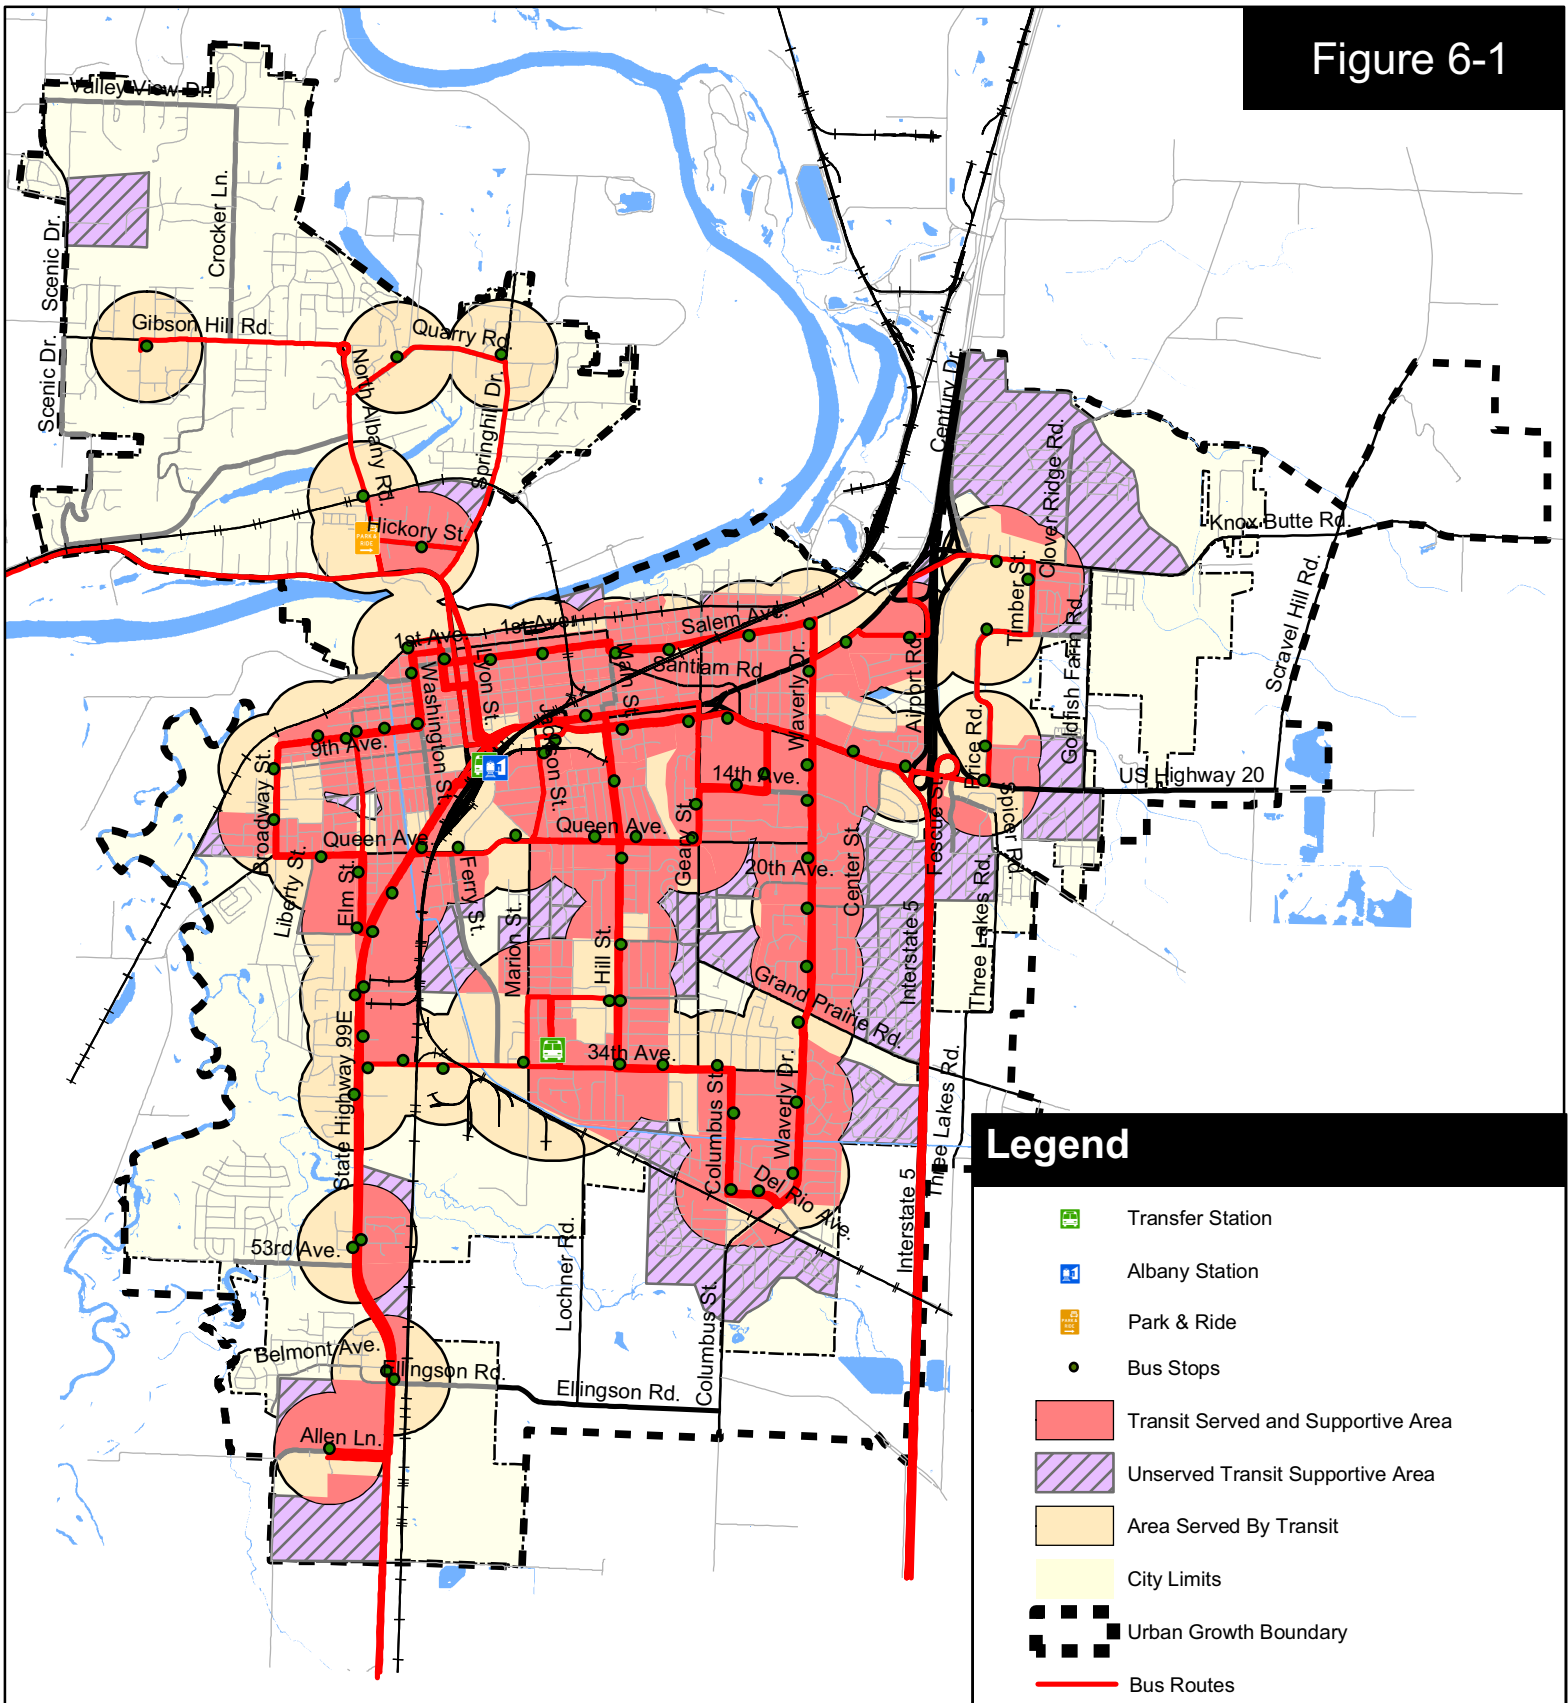 Figure 6-1
Valley View Dr.
Crocker Ln.
Scenic Dr.
Scenic Dr.
Scenic Dr.
Gibson Hill Rd.
Quarry Rd.
North Albany Rd.
Springhill Dr.
Century Dr.
Clover Ridge Rd.
Knox Butte Rd.
Hickory St.
PARK &
RIDE
Timber St.
Scravel Hill Rd.
1st Ave.
1st Ave.
Salem Ave.
Santiam Rd
Lyon St.
Main St.
Waverly Dr.
Airport Rd.
Goldfish Farm Rd.
Washington St.
Jackson St.
9th Ave.
Price Rd.
14th Ave.
US Highway 20
Broadway St.
Queen Ave.
Queen Ave.
Geary St.
Fescue St.
Spicer Rd.
20th Ave.
Center St.
Liberty St.
Elm St.
Ferry St.
Marion St.
Hill St.
Interstate 5
Three Lakes Rd.
Grand Prairie Rd.
State Highway 99E
34th Ave.
Columbus St.
Waverly Dr.
Three Lakes Rd.
Del Rio Ave.
Interstate 5
53rd Ave.
Lochner Rd.
Columbus St.
Belmont Ave.
Ellingson Rd.
Ellingson Rd.
Allen Ln.
Legend
Transfer Station
Albany Station
PARK &
RIDE
Park & Ride
Bus Stops
Transit Served and Supportive Area
Unserved Transit Supportive Area
Area Served By Transit
City Limits
Urban Growth Boundary
Bus Routes